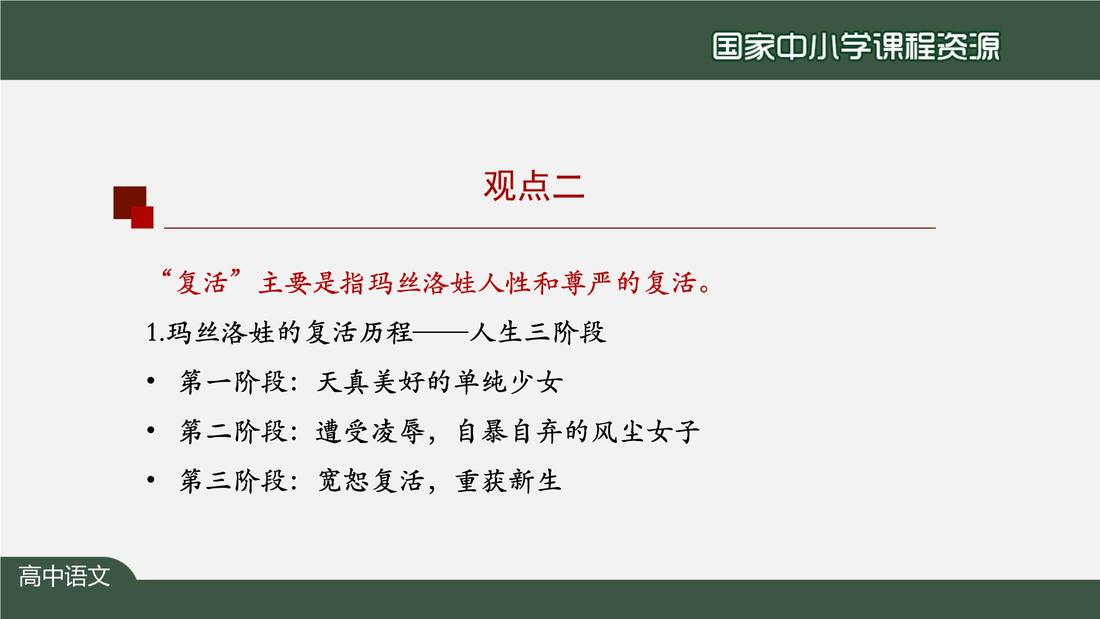 国家中小学课程资源
观点二
“复活”主要是指玛丝洛娃人性和尊严的复活。
1.玛丝洛娃的复活历程——人生三阶段
• 第一阶段：天真美好的单纯少女
• 第二阶段：遭受凌辱，自暴自弃的风尘女子
• 第三阶段：宽恕复活，重获新生
高中语文